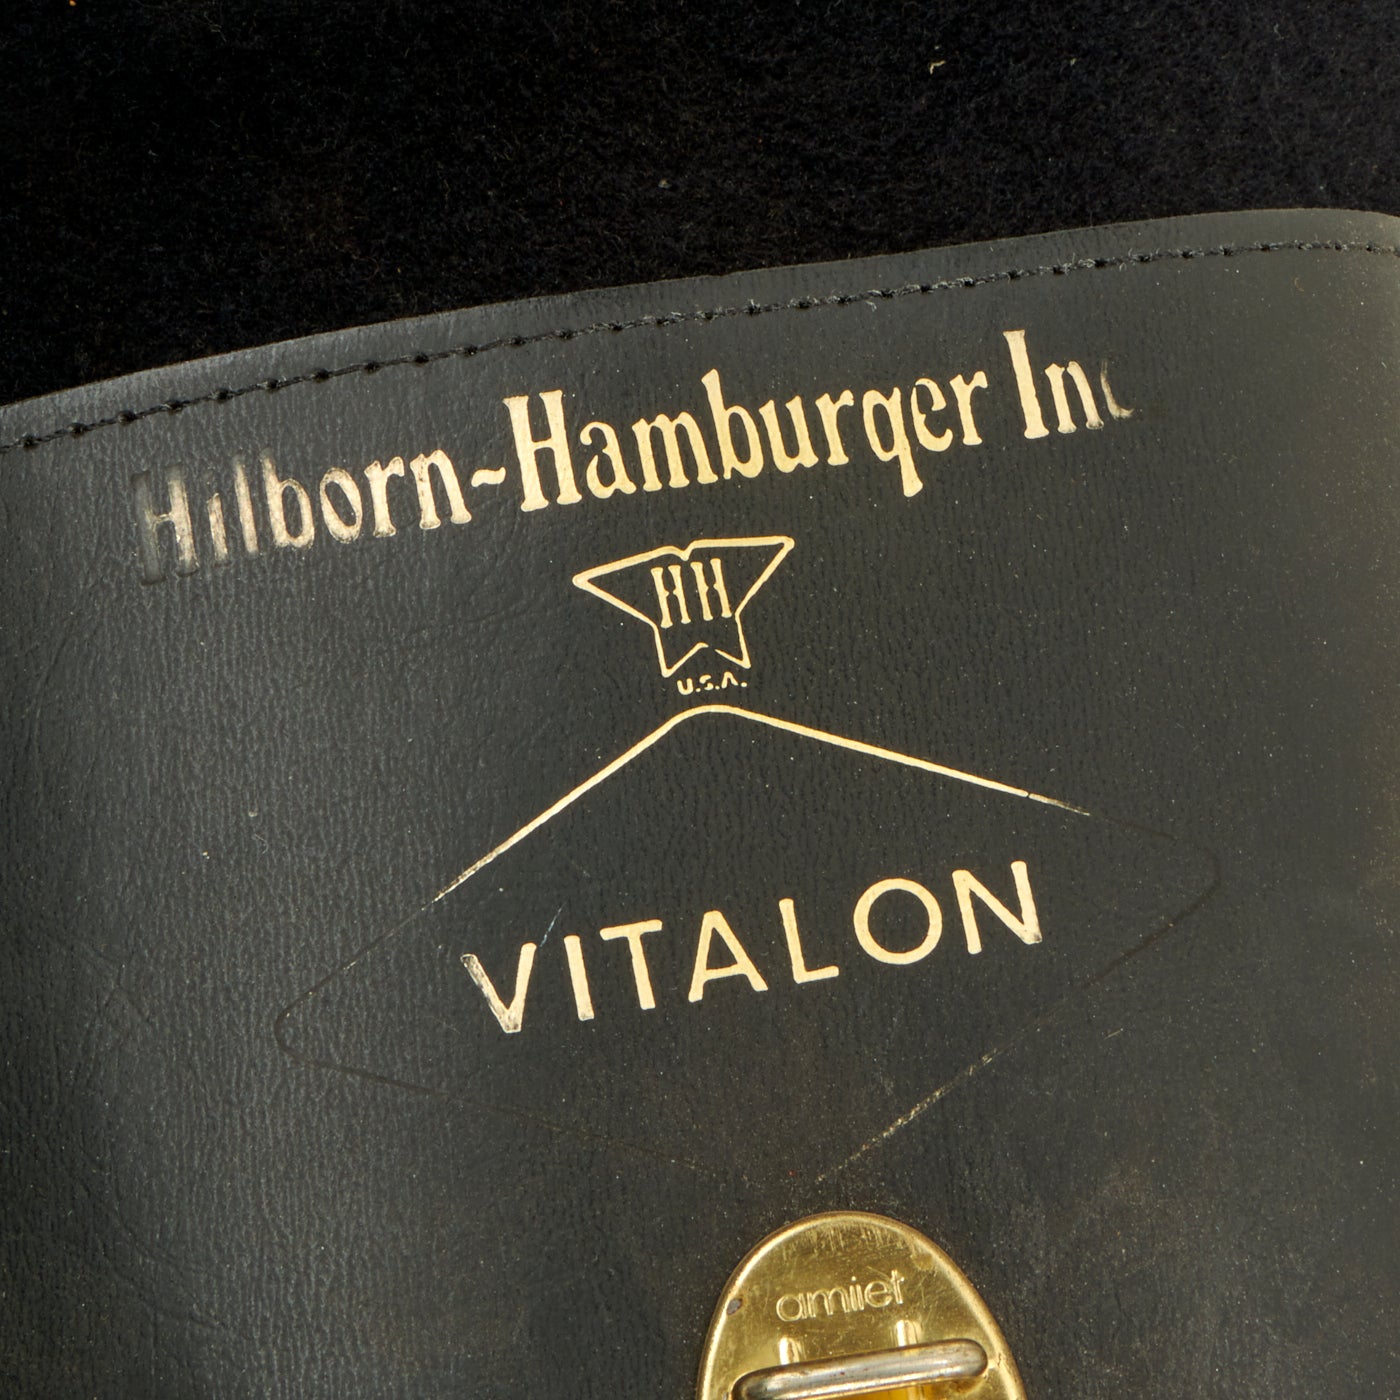 Hilborn-Hamburger Inc
HH
U.S.A.
VITALON
amiet